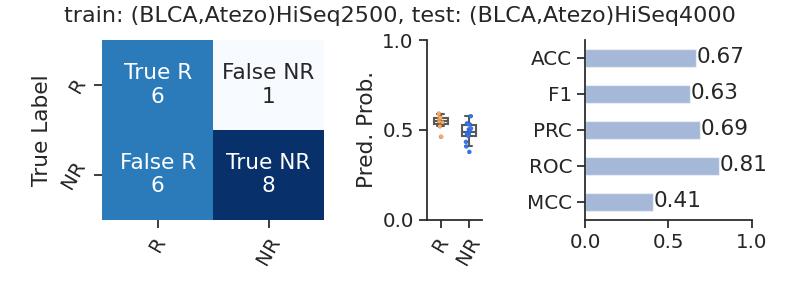 train: (BLCA,Atezo)HiSeq2500, test: (BLCA,Atezo)HiSeq4000
True Label
R
NR
True R
6
False NR
1
False R
6
True NR
8
R
NR
Pred. Prob.
1.0
0.5
0.0
R
NR
ACC
0.67
F1
0.63
PRC
0.69
ROC
0.81
MCC
0.41
0.0
0.5
1.0